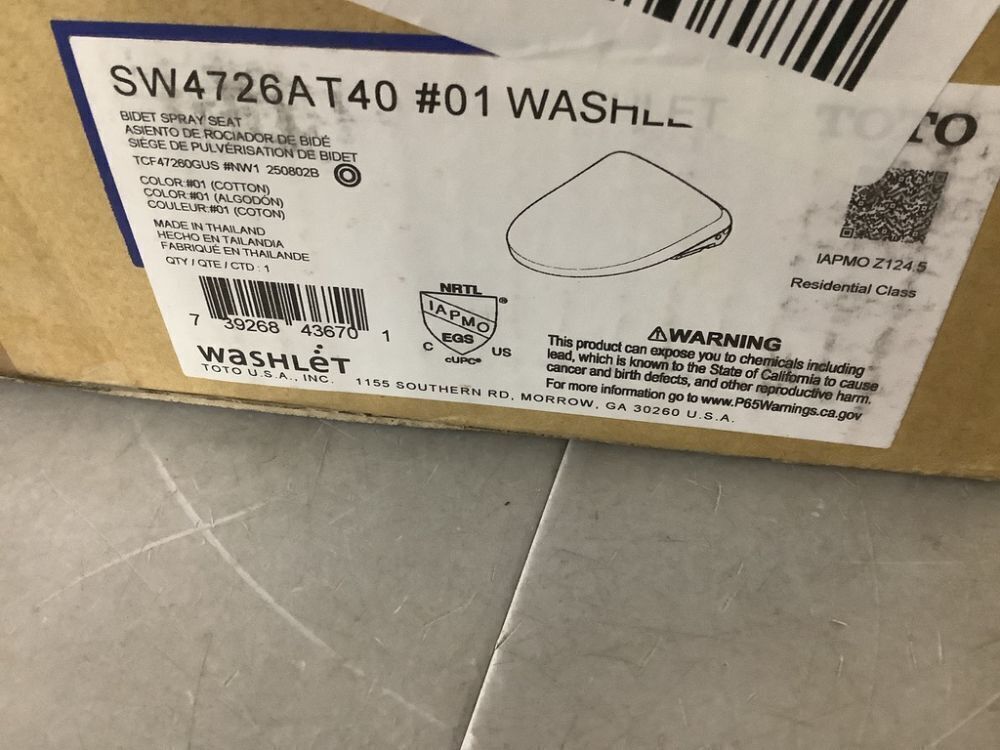 SW4726AT40 #01 WASHLET
BIDET SPRAY SEAT
ASIENTO DE ROCIADOR DE BIDÉ
SIÈGE DE PULVÉRISATION DE BIDET
TCF47260GUS #NW1 250802B
COLOR:#01 (COTTON)
COLOR:#01 (ALGODÓN)
COULEUR:#01 (COTON)
MADE IN THAILAND
HECHO EN TAILANDIA
FABRIQUÉ EN THAILANDE
QTY / QTE / CTD : 1
7 39268 43670 1
WASHLET
TOTO U.S.A., INC. 1155 SOUTHERN RD, MORROW, GA 30260 U.S.A.
NRTL
IAPMO
EGS
C US
cUPC®
TOTO
IAPMO Z124.5
Residential Class
⚠WARNING
This product can expose you to chemicals including
lead, which is known to the State of California to cause
cancer and birth defects, and other reproductive harm.
For more information go to www.P65Warnings.ca.gov